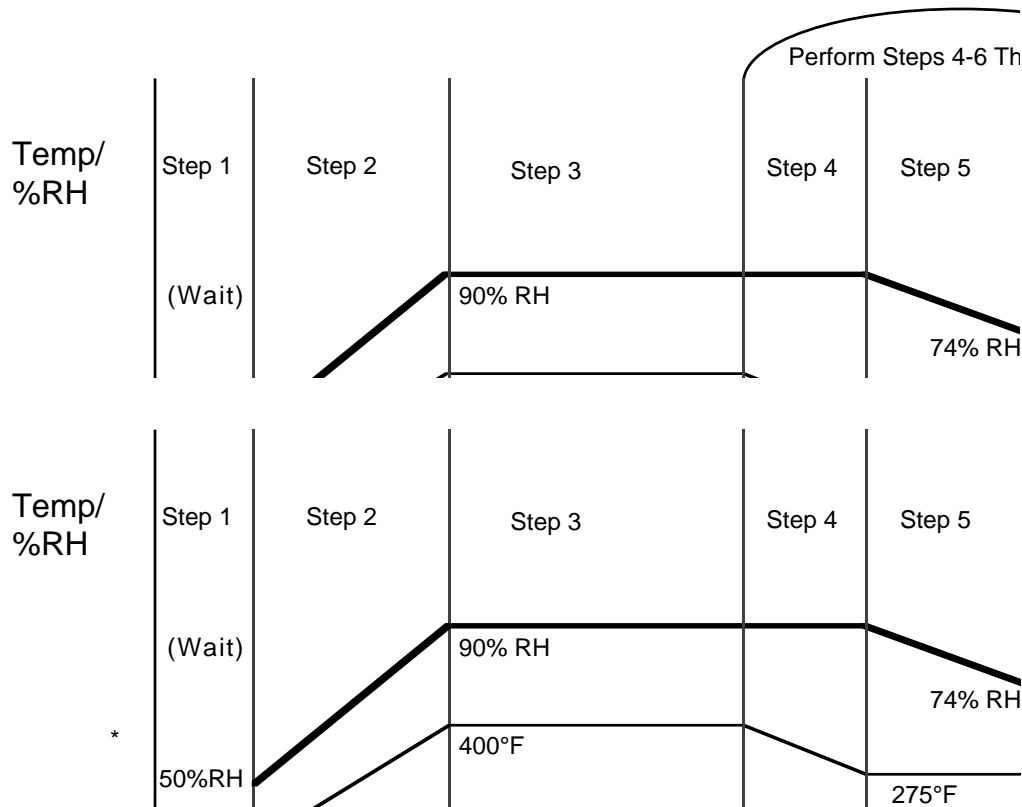 Perform Steps 4-6 Th
Temp/
%RH
Step 1
Step 2
Step 3
Step 4
Step 5
(Wait)
90% RH
74% RH
Temp/
%RH
Step 1
Step 2
Step 3
Step 4
Step 5
(Wait)
90% RH
74% RH
*
400°F
50%RH
275°F